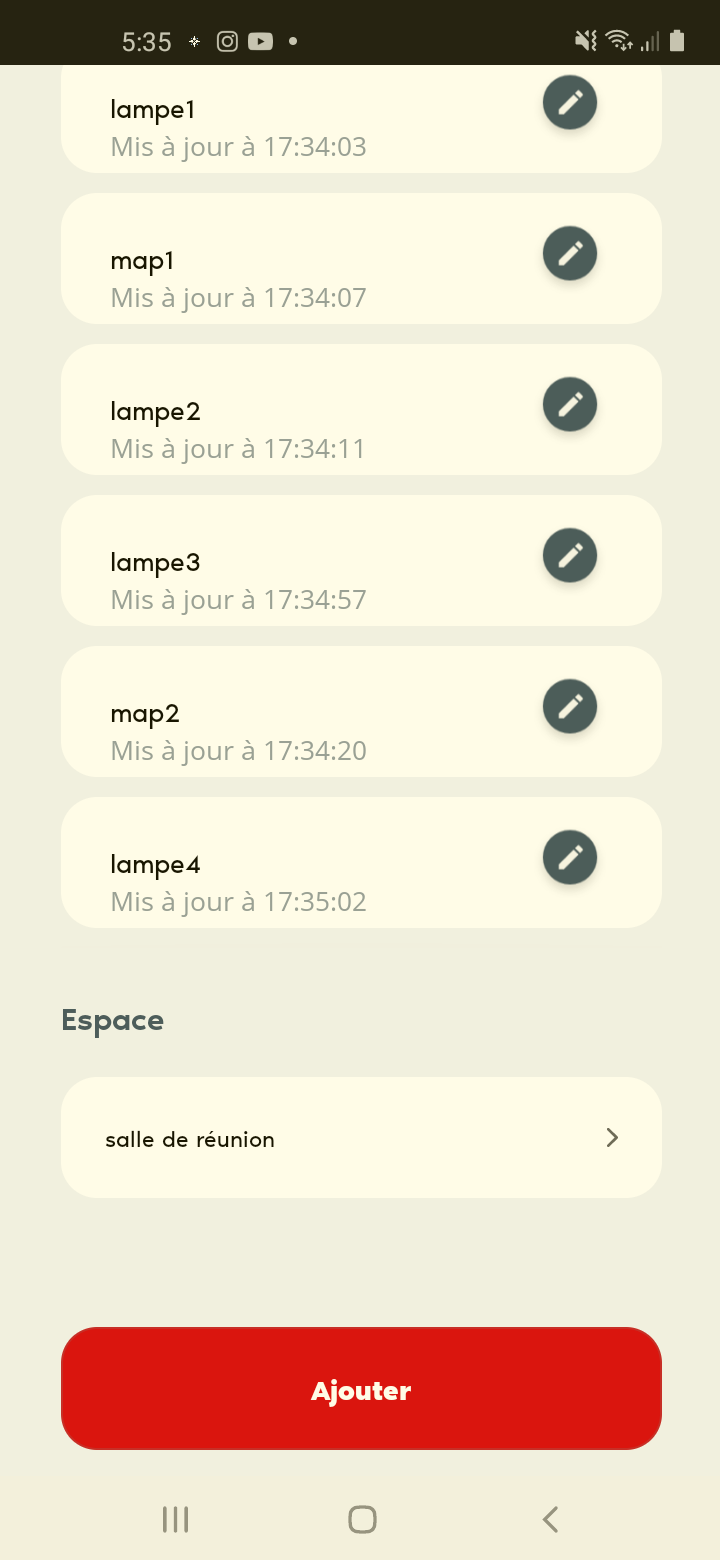 5:35
lampe1
Mis à jour à 17:34:03
map1
Mis à jour à 17:34:07
lampe2
Mis à jour à 17:34:11
lampe3
Mis à jour à 17:34:57
map2
Mis à jour à 17:34:20
lampe4
Mis à jour à 17:35:02
Espace
salle de réunion
Ajouter